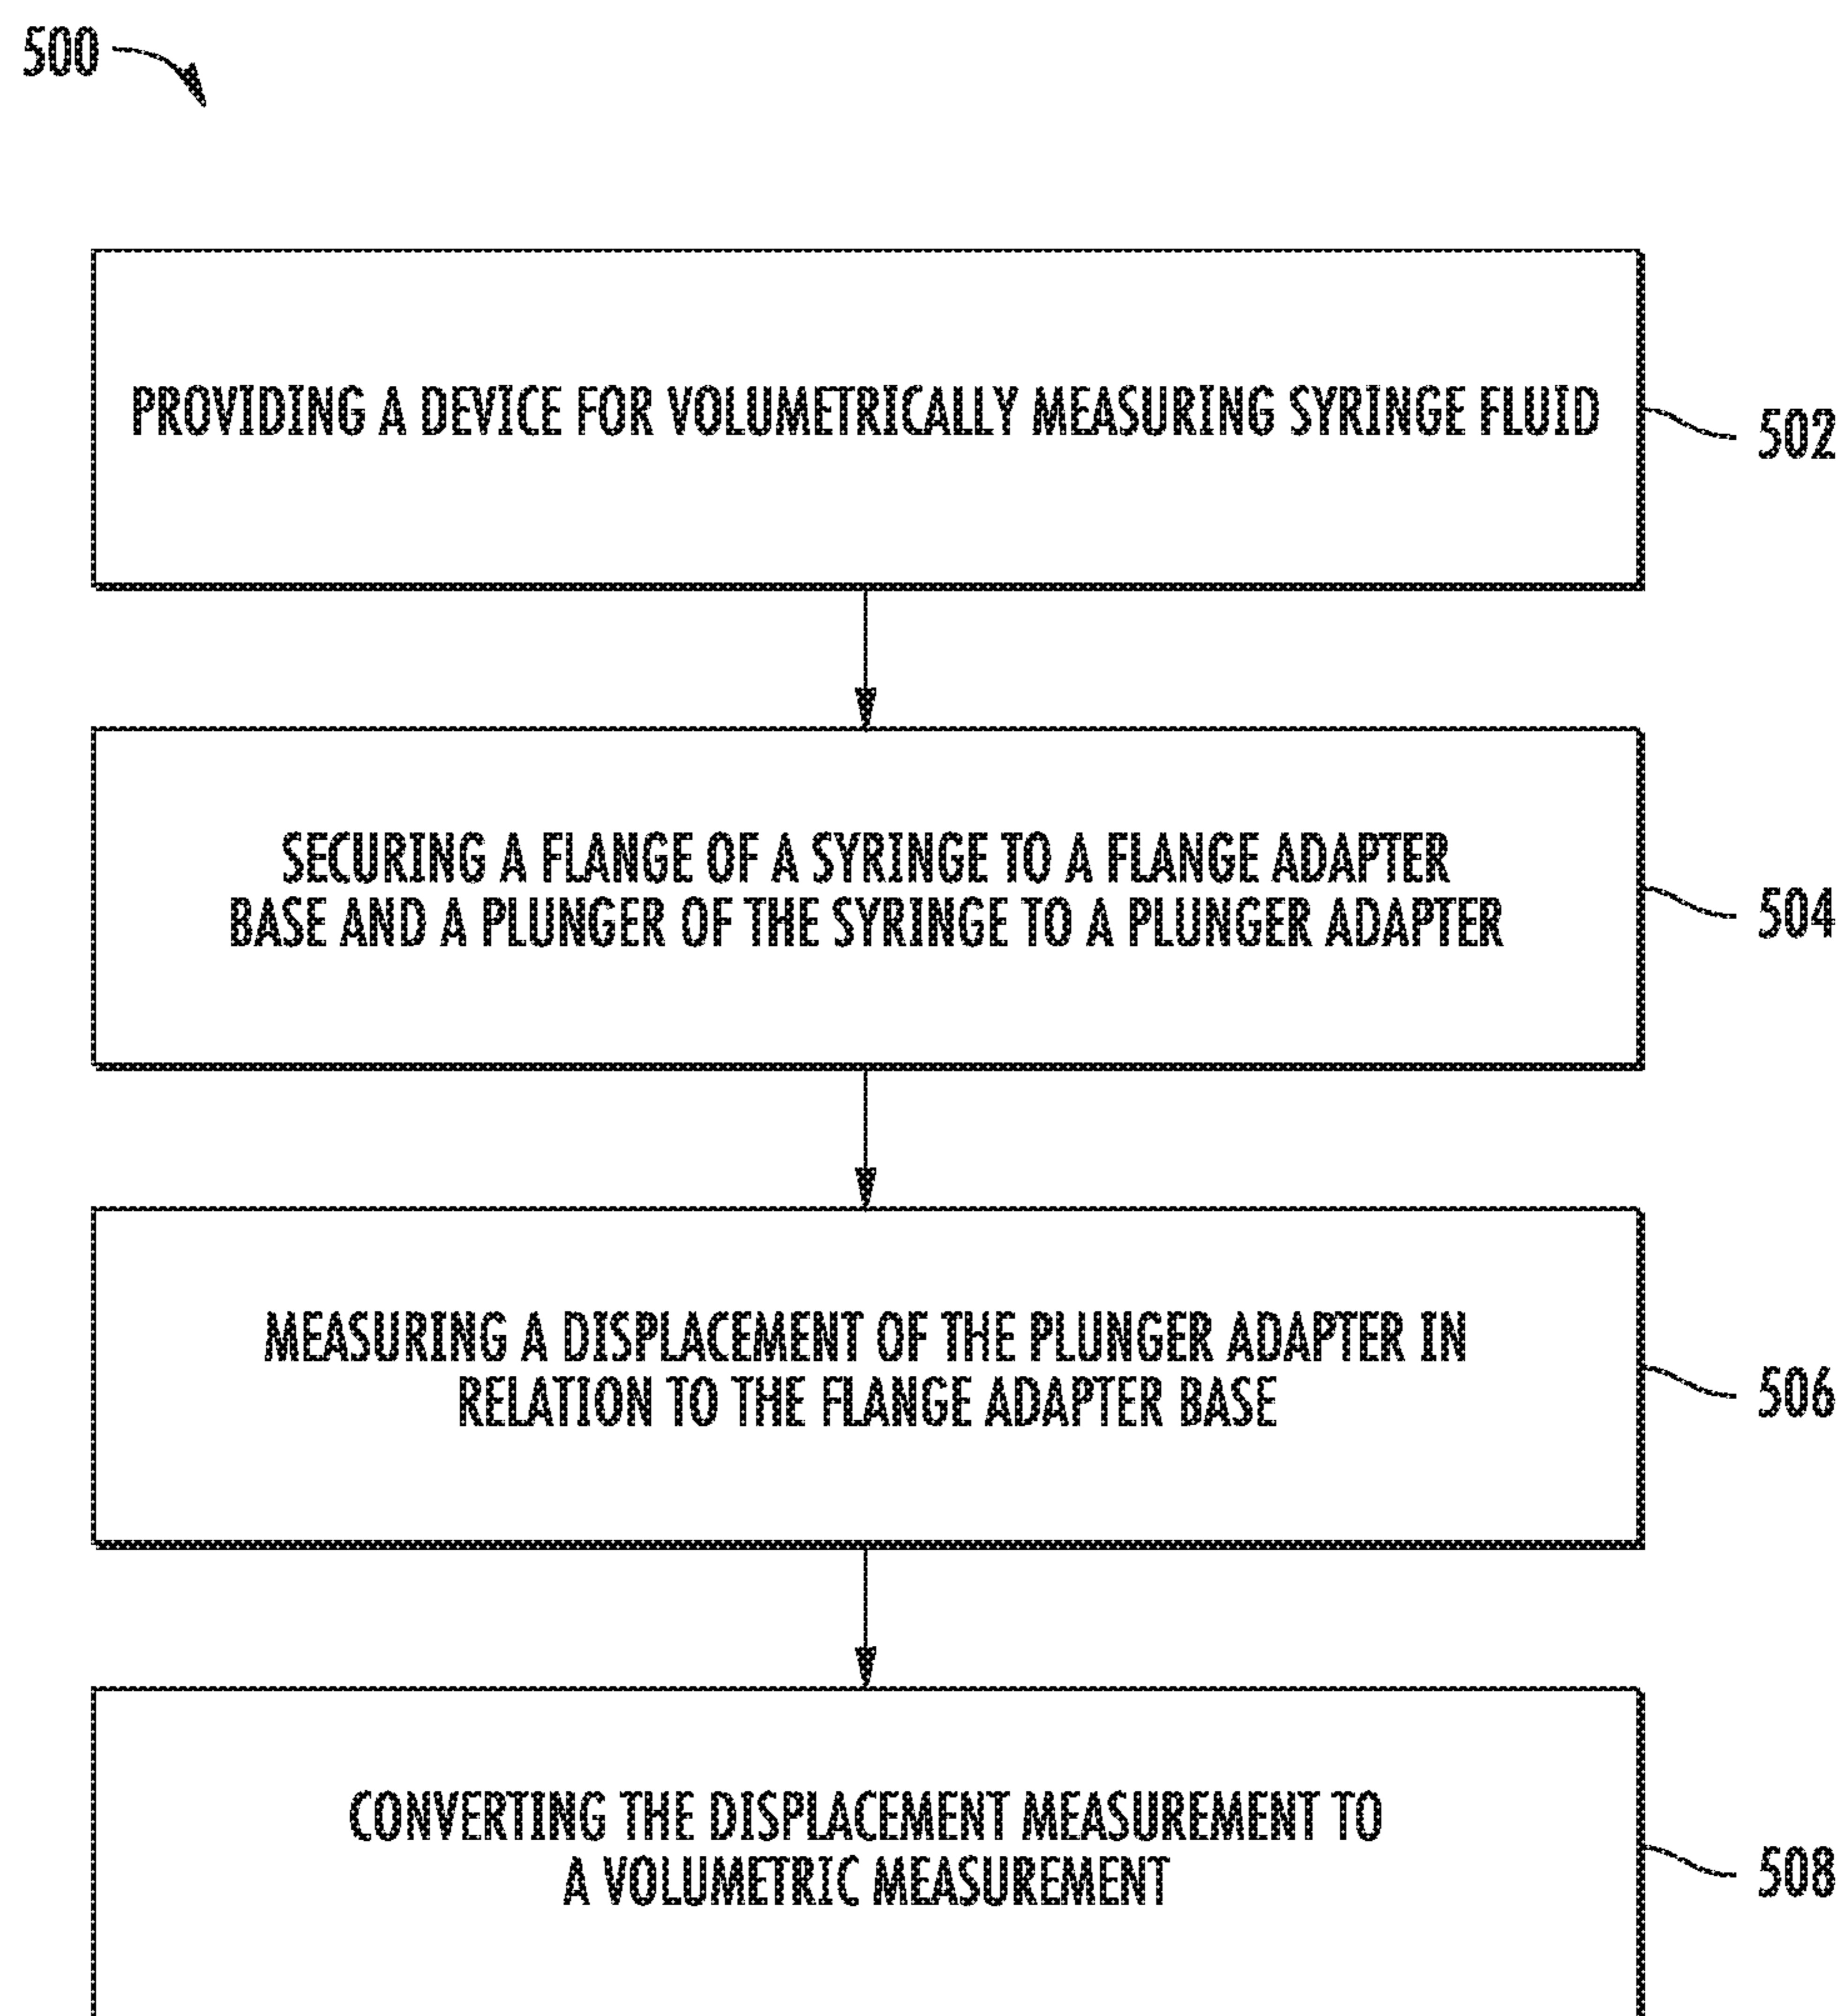 500
PROVIDING A DEVICE FOR VOLUMETRICALLY MEASURING SYRINGE FLUID
502
SECURING A FLANGE OF A SYRINGE TO A FLANGE ADAPTER
BASE AND A PLUNGER OF THE SYRINGE TO A PLUNGER ADAPTER
504
MEASURING A DISPLACEMENT OF THE PLUNGER ADAPTER IN
RELATION TO THE FLANGE ADAPTER BASE
506
CONVERTING THE DISPLACEMENT MEASUREMENT TO
A VOLUMETRIC MEASUREMENT
508